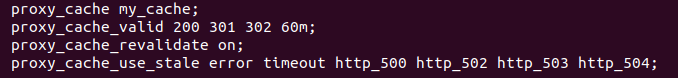 proxy_cache my_cache;
proxy_cache_valid 200 301 302 60m;
proxy_cache_revalidate on;
proxy_cache_use_stale error timeout http_500 http_502 http_503 http_504;